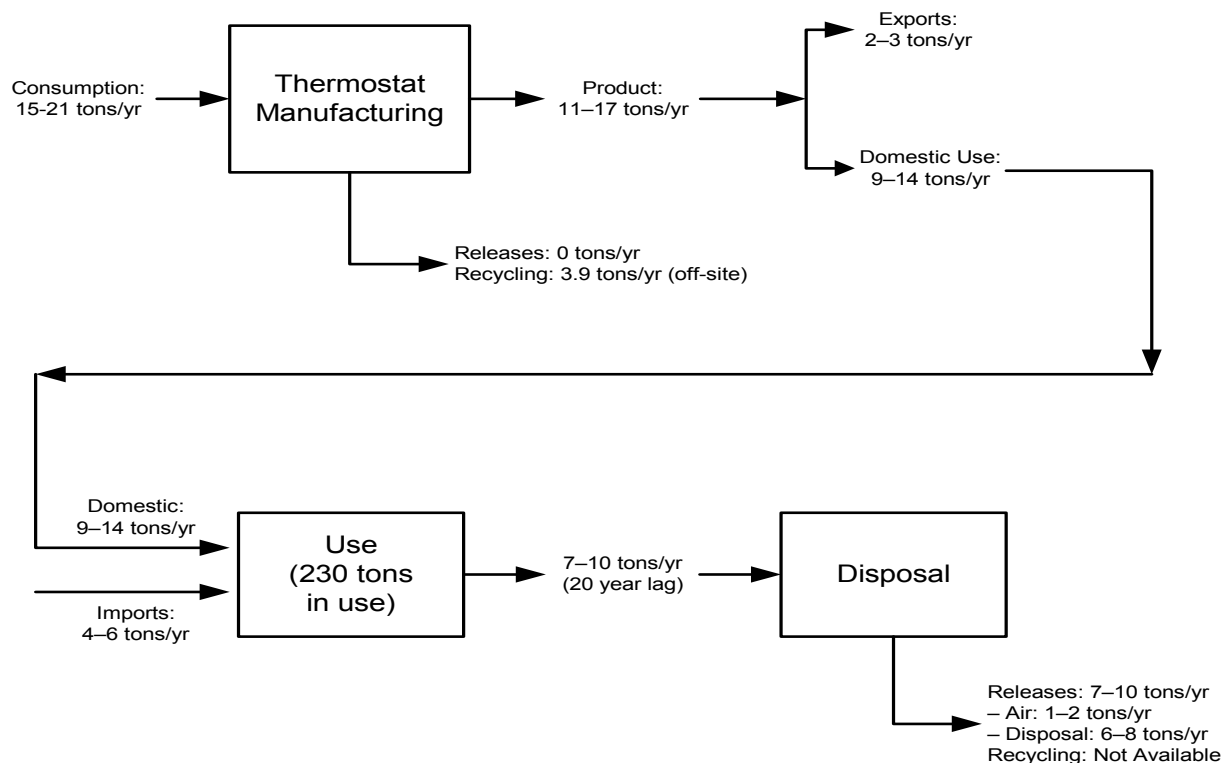 Exports:
2–3 tons/yr
Consumption:
15-21 tons/yr
Thermostat
Manufacturing
Product:
11–17 tons/yr
Domestic Use:
9–14 tons/yr
Releases: 0 tons/yr
Recycling: 3.9 tons/yr (off-site)
Domestic:
9–14 tons/yr
Imports:
4–6 tons/yr
Use
(230 tons
in use)
7–10 tons/yr
(20 year lag)
Disposal
Releases: 7–10 tons/yr
– Air: 1–2 tons/yr
– Disposal: 6–8 tons/yr
Recycling: Not Available